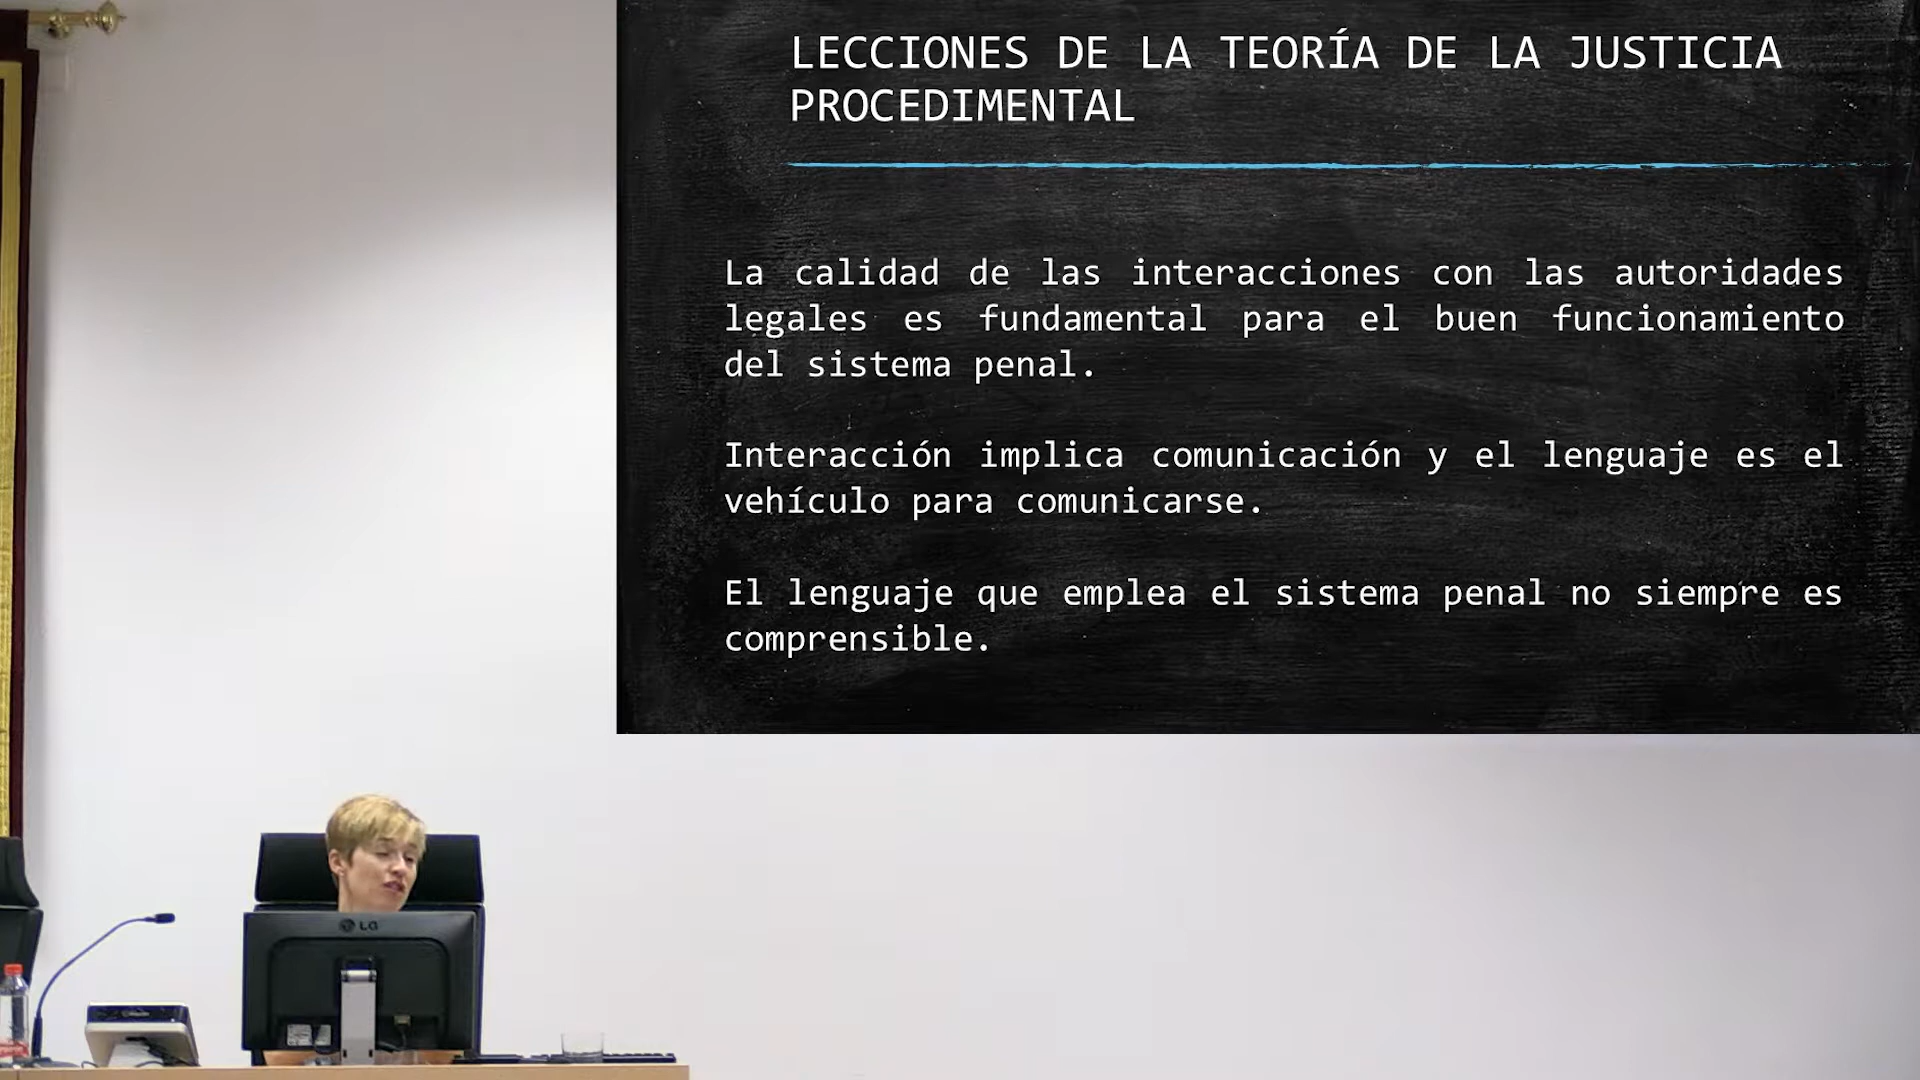 LECCIONES DE LA TEORÍA DE LA JUSTICIA
PROCEDIMENTAL
La calidad de las interacciones con las autoridades
legales es fundamental para el buen funcionamiento
del sistema penal.
Interacción implica comunicación y el lenguaje es el
vehículo para comunicarse.
El lenguaje que emplea el sistema penal no siempre es
comprensible.
LG